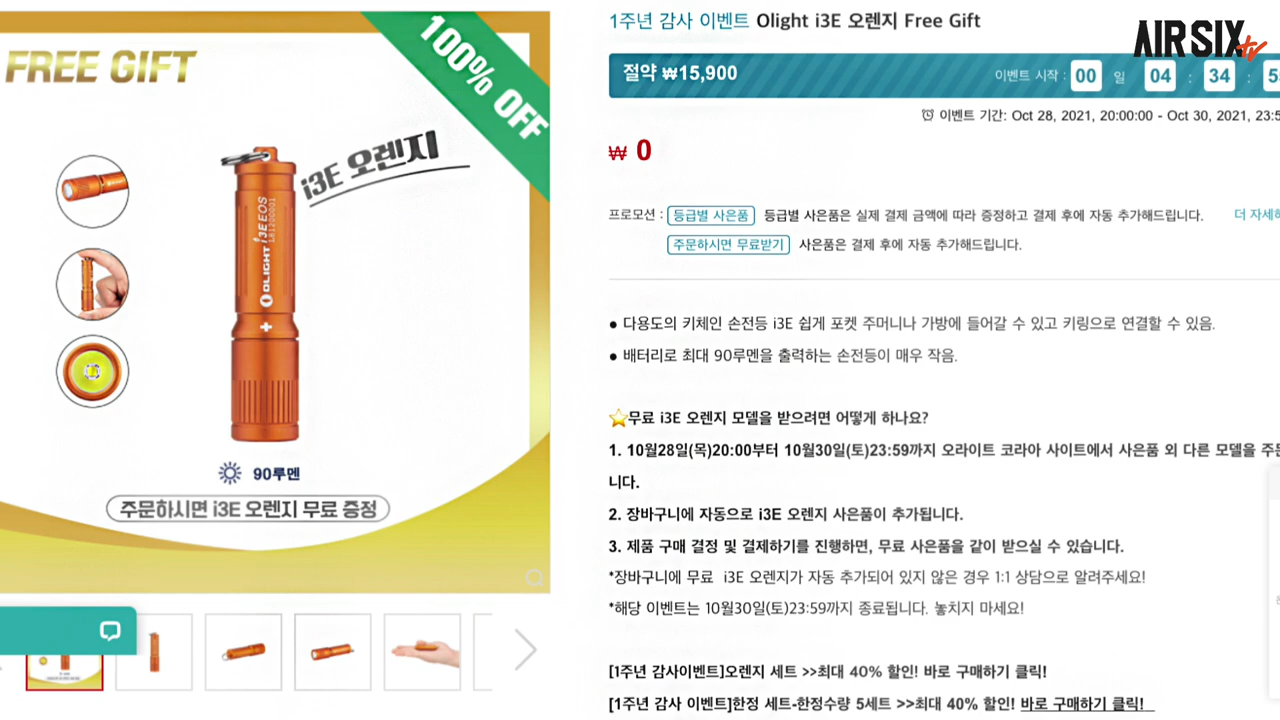 FREE GIFT
100% OFF
i3E 오렌지
OLIGHT i3E EOS
90루멘
주문하시면 i3E 오렌지 무료 증정
AIR SIX tv
1주년 감사 이벤트 Olight i3E 오렌지 Free Gift
절약 ₩15,900
이벤트 시작 : 00 일 04 : 34 :
이벤트 기간: Oct 28, 2021, 20:00:00 - Oct 30, 2021,
₩ 0
프로모션 : 등급별 사은품 등급별 사은품은 실제 결제 금액에 따라 증정하고 결제 후에 자동 추가해드립니다. 더
주문하시면 무료받기 사은품은 결제 후에 자동 추가해드립니다.
● 다용도의 키체인 손전등 i3E 쉽게 포켓 주머니나 가방에 들어갈 수 있고 키링으로 연결할 수 있음.
● 배터리로 최대 90루멘을 출력하는 손전등이 매우 작음.
⭐무료 i3E 오렌지 모델을 받으려면 어떻게 하나요?
1. 10월28일(목)20:00부터 10월30일(토)23:59까지 오라이트 코라아 사이트에서 사은품 외 다른 모델을
니다.
2. 장바구니에 자동으로 i3E 오렌지 사은품이 추가됩니다.
3. 제품 구매 결정 및 결제하기를 진행하면, 무료 사은품을 같이 받으실 수 있습니다.
*장바구니에 무료 i3E 오렌지가 자동 추가되어 있지 않은 경우 1:1 상담으로 알려주세요!
*해당 이벤트는 10월30일(토)23:59까지 종료됩니다. 놓치지 마세요!
[1주년 감사이벤트]오렌지 세트 >>최대 40% 할인! 바로 구매하기 클릭!
[1주년 감사 이벤트]한정 세트-한정수량 5세트 >>최대 40% 할인! 바로 구매하기 클릭!